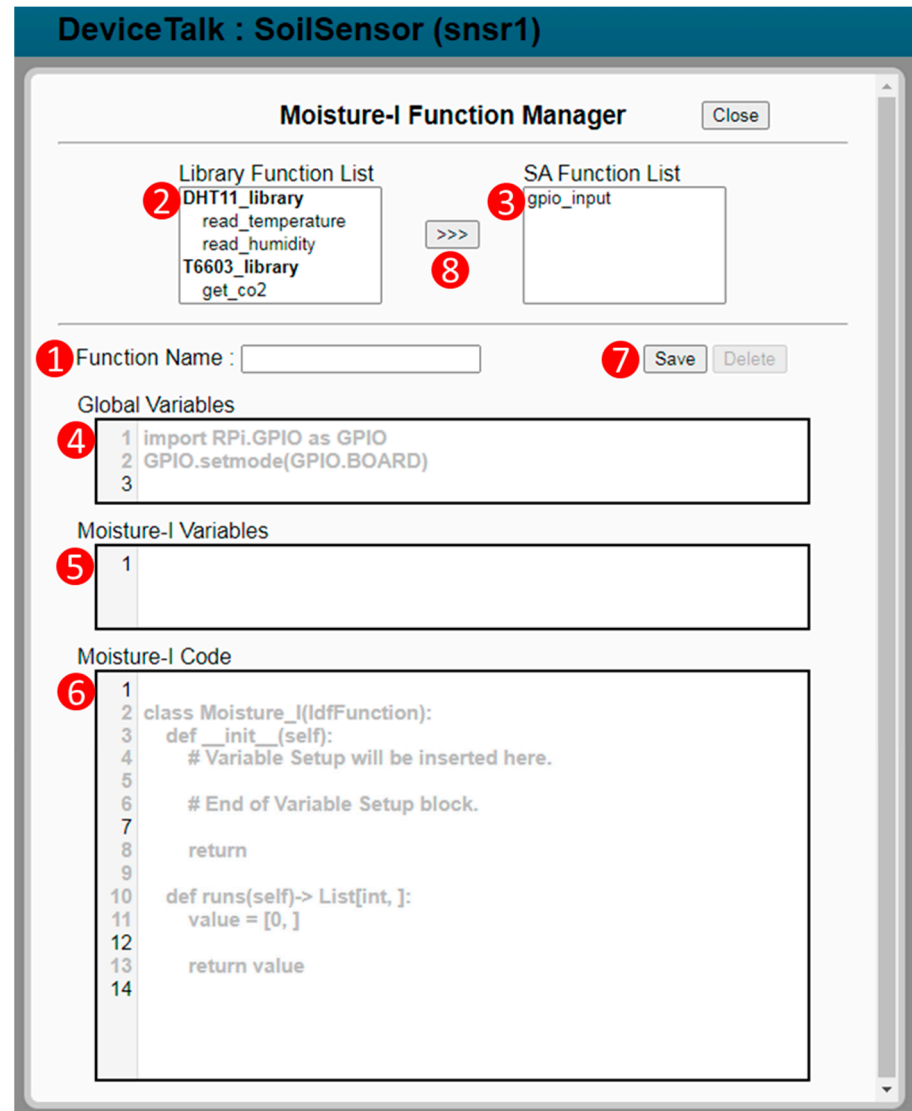 DeviceTalk : SoilSensor (snsr1)
Moisture-I Function Manager Close
Library Function List SA Function List
2 DHT11_library 3 gpio_input
read_temperature
read_humidity >>>
T6603_library 8
get_co2
1 Function Name : 7 Save Delete
Global Variables
4 1 import RPi.GPIO as GPIO
2 GPIO.setmode(GPIO.BOARD)
3
Moisture-I Variables
5 1
Moisture-I Code
6 1
2 class Moisture_I(IdfFunction):
3 def __init__(self):
4 # Variable Setup will be inserted here.
5
6 # End of Variable Setup block.
7
8 return
9
10 def runs(self)-> List[int, ]:
11 value = [0, ]
12
13 return value
14